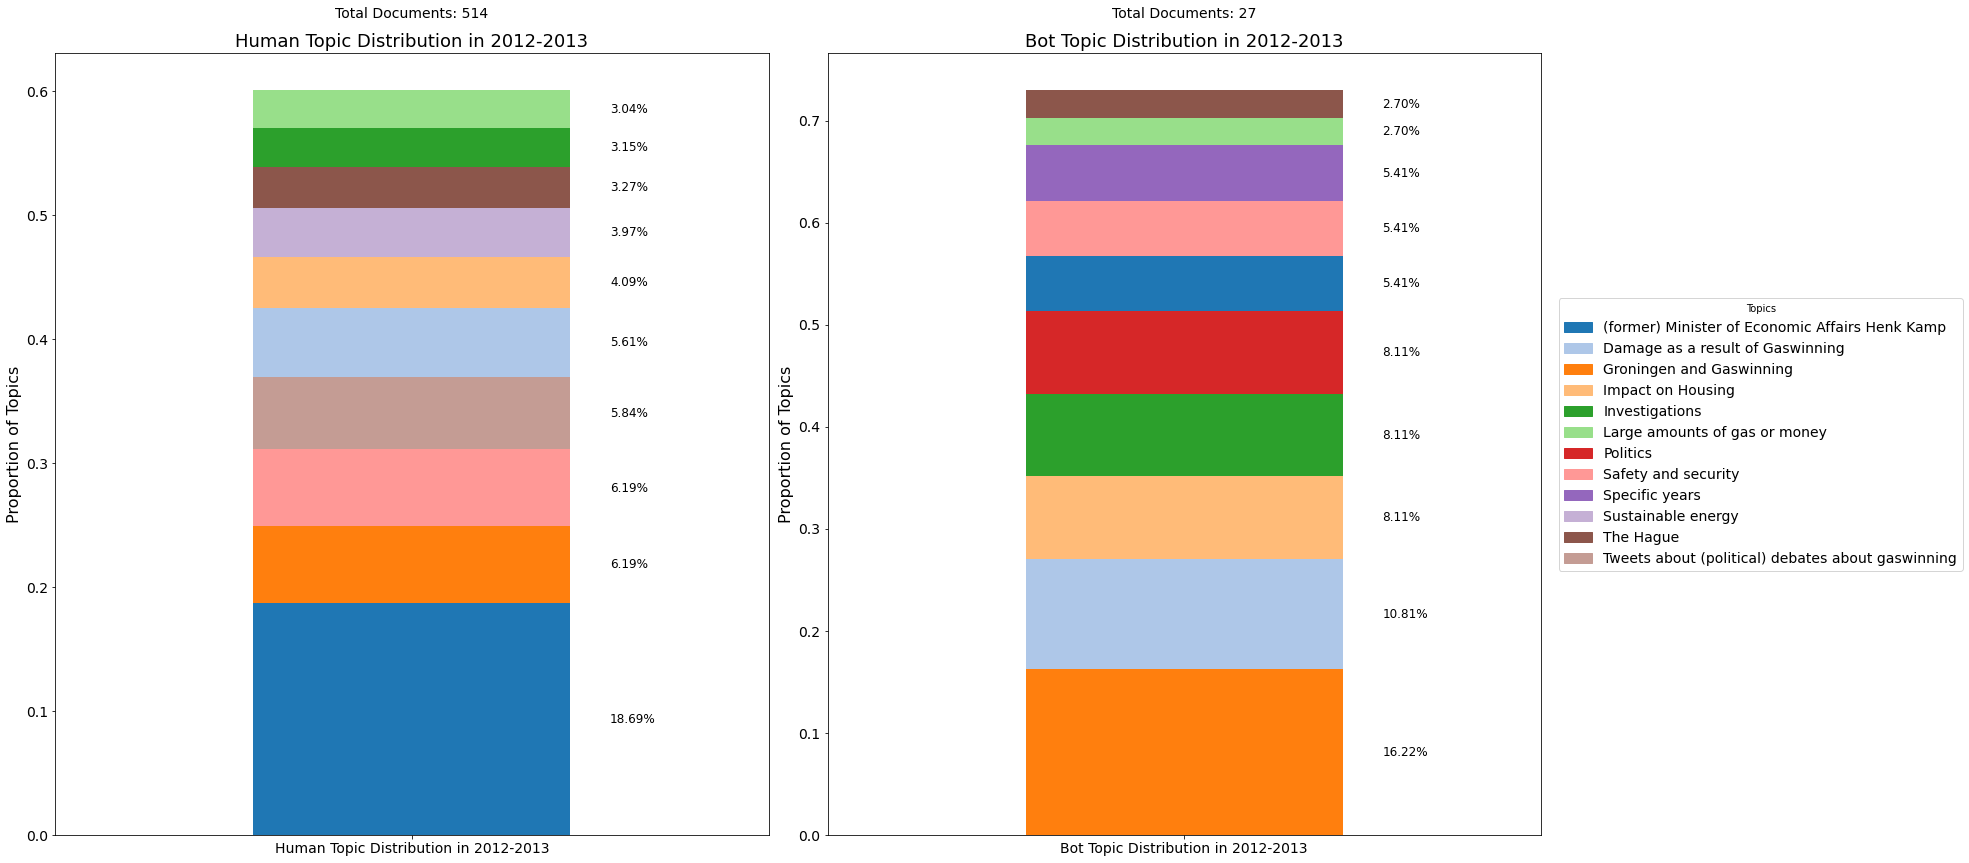 Total Documents: 514
Human Topic Distribution in 2012-2013
0.6
0.5
0.4
0.3
0.2
0.1
0.0
Proportion of Topics
3.04%
3.15%
3.27%
3.97%
4.09%
5.61%
5.84%
6.19%
6.19%
18.69%
Human Topic Distribution in 2012-2013
Total Documents: 27
Bot Topic Distribution in 2012-2013
0.7
0.6
0.5
0.4
0.3
0.2
0.1
0.0
Proportion of Topics
2.70%
2.70%
5.41%
5.41%
5.41%
8.11%
8.11%
8.11%
10.81%
16.22%
Bot Topic Distribution in 2012-2013
Topics
(former) Minister of Economic Affairs Henk Kamp
Damage as a result of Gaswinning
Groningen and Gaswinning
Impact on Housing
Investigations
Large amounts of gas or money
Politics
Safety and security
Specific years
Sustainable energy
The Hague
Tweets about (political) debates about gaswinning